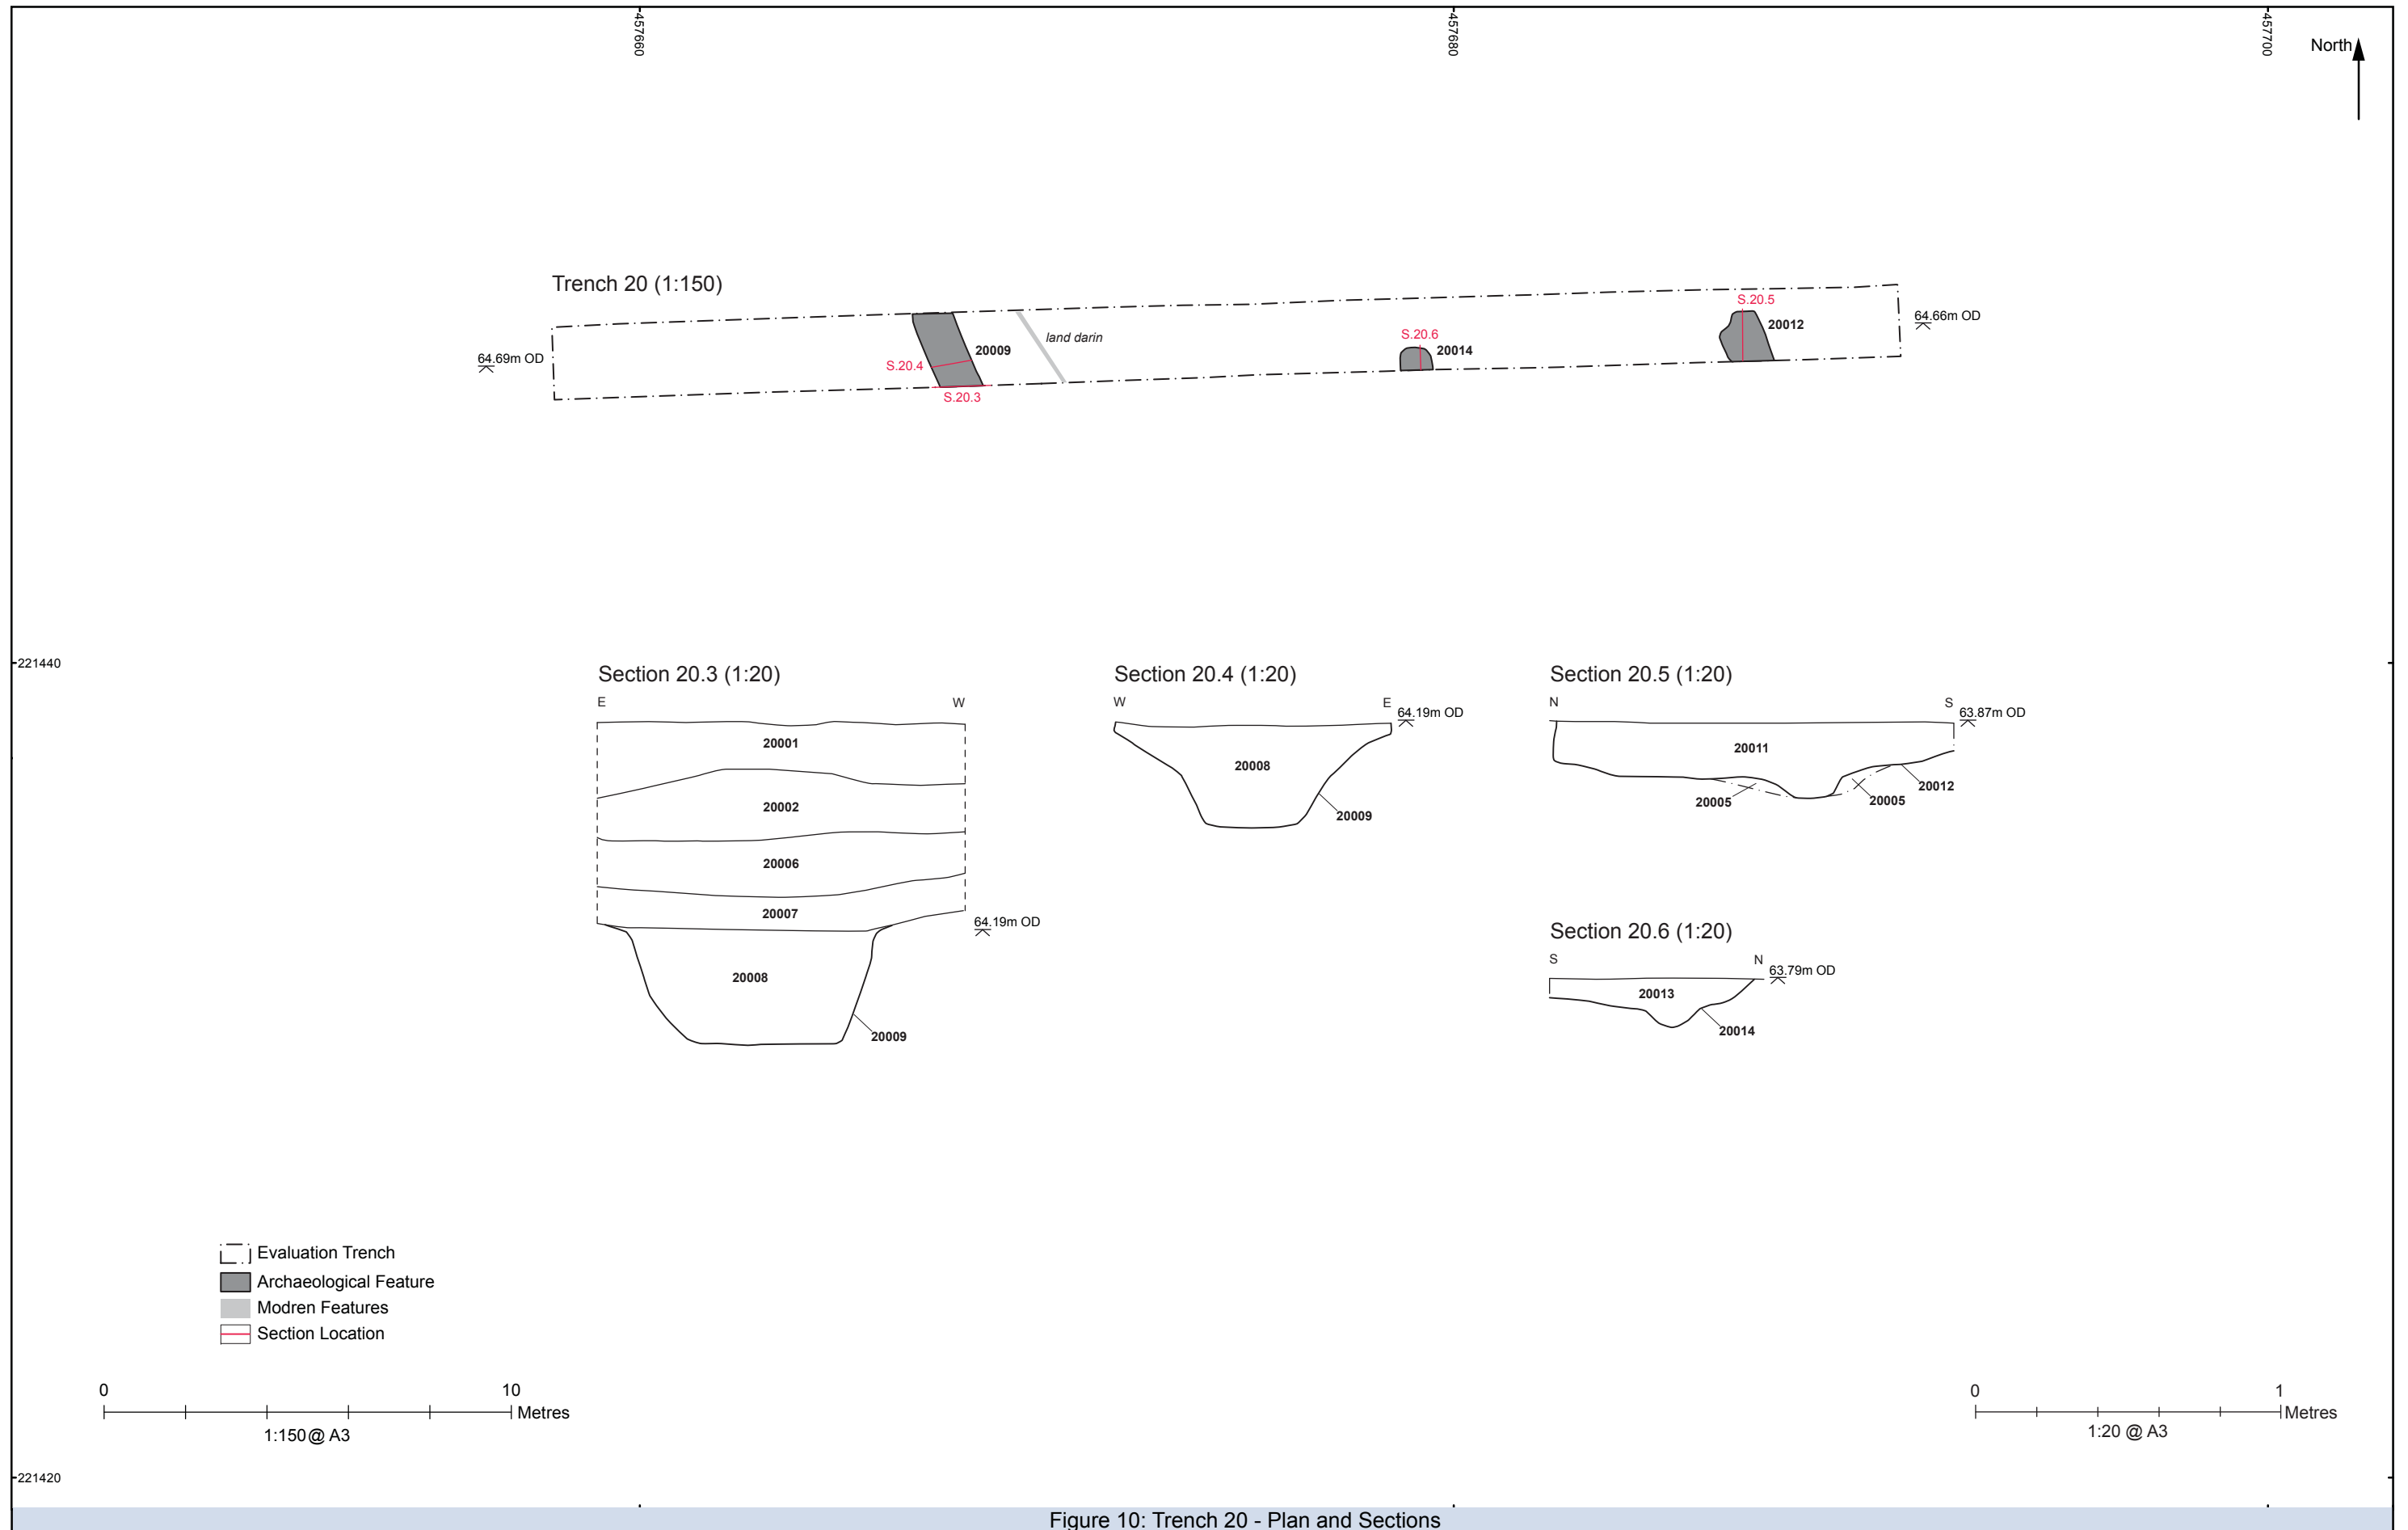 457660
457680
457700
North
Trench 20 (1:150)
64.69m OD
S.20.4
20009
S.20.3
land darin
S.20.6
20014
S.20.5
20012
64.66m OD
221440
Section 20.3 (1:20)
E W
20001
20002
20006
20007
64.19m OD
20008
20009
Section 20.4 (1:20)
W E
64.19m OD
20008
20009
Section 20.5 (1:20)
N S
63.87m OD
20011
20012
20005
20005
Section 20.6 (1:20)
S N
63.79m OD
20013
20014
Evaluation Trench
Archaeological Feature
Modren Features
Section Location
0 10
Metres
1:150@ A3
0 1
Metres
1:20 @ A3
221420
Figure 10: Trench 20 - Plan and Sections